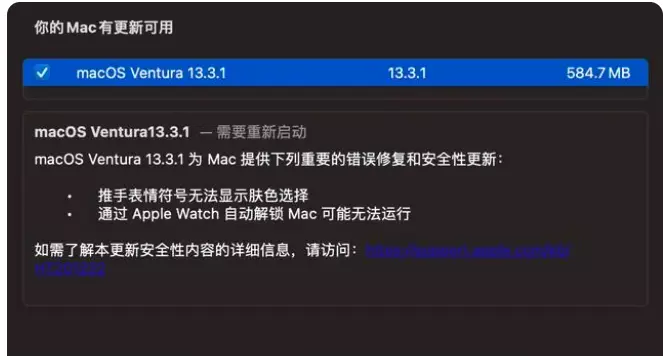 你的 Mac 有更新可用
macOS Ventura 13.3.1 13.3.1 584.7 MB
macOS Ventura13.3.1 — 需要重新启动
macOS Ventura 13.3.1 为 Mac 提供下列重要的错误修复和安全性更新：
• 推手表情符号无法显示肤色选择
• 通过 Apple Watch 自动解锁 Mac 可能无法运行
如需了解本更新安全性内容的详细信息，请访问：